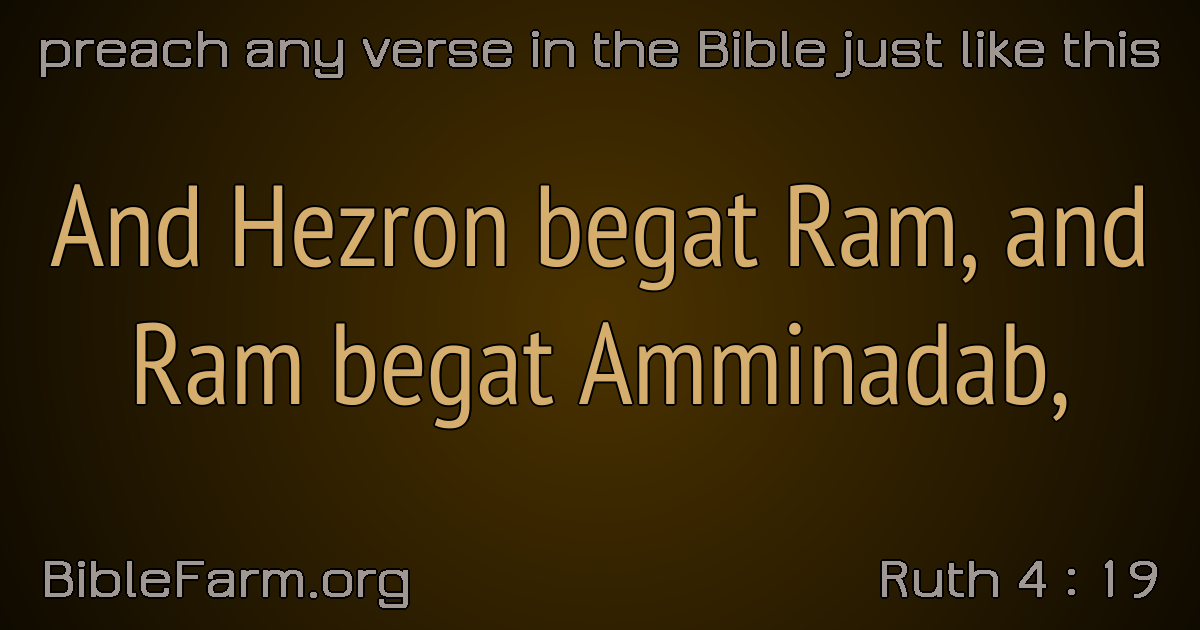 preach any verse in the Bible just like this
And Hezron begat Ram, and
Ram begat Amminadab,
BibleFarm.org
Ruth 4 : 19